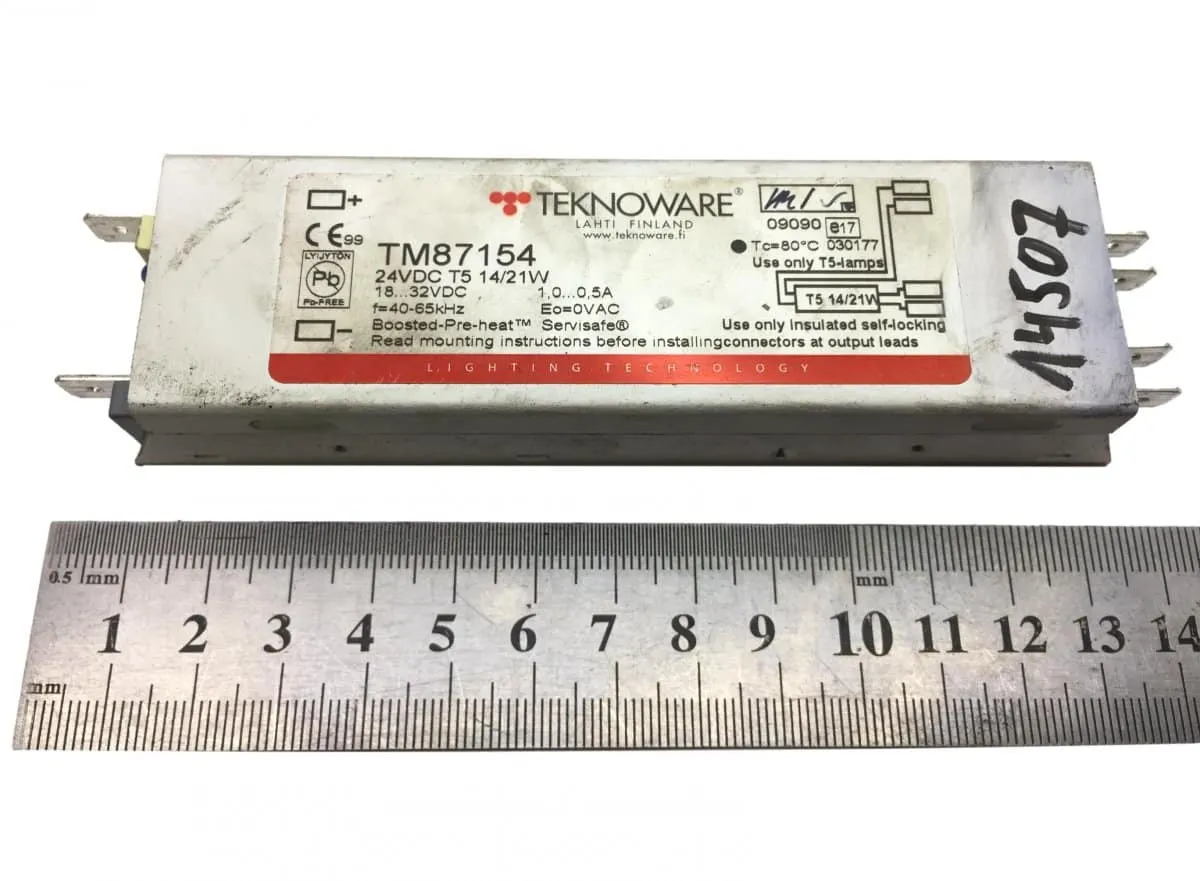 +
TEKNOWARE®
LAHTI FINLAND
www.teknoware.fi
09090 e17
CE 99
TM87154
Tc=80°C 030177
Use only T5-lamps
LYIJYTÖN
Pb
Pb-FREE
24VDC T5 14/21W
18...32VDC 1,0...0,5A
f=40-65kHz Eo=0VAC
T5 14/21W
Boosted-Pre-heat™ Servisafe®
Use only insulated self-locking
Read mounting instructions before installing connectors at output leads
-
LIGHTING TECHNOLOGY
14507
0.5 mm
mm
1 2 3 4 5 6 7 8 9 10 11 12 13 14
mm